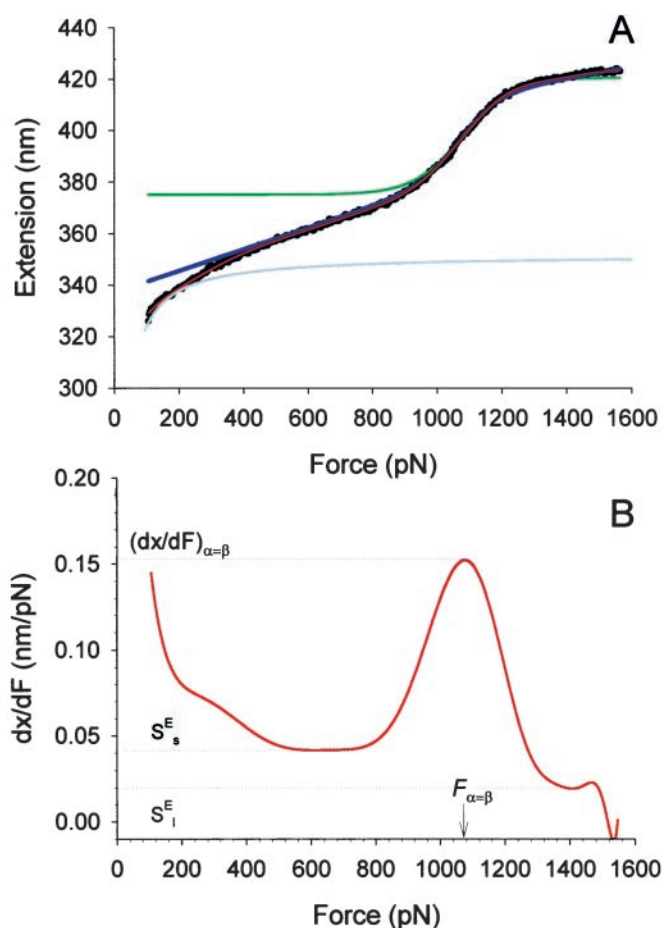 A
Extension (nm)
440
420
400
380
360
340
320
300
0 200 400 600 800 1000 1200 1400 1600
Force (pN)
B
dx/dF (nm/pN)
0.20
0.15
0.10
0.05
0.00
(dx/dF)α=β
S^E_s
S^E_l
Fα=β
0 200 400 600 800 1000 1200 1400 1600
Force (pN)